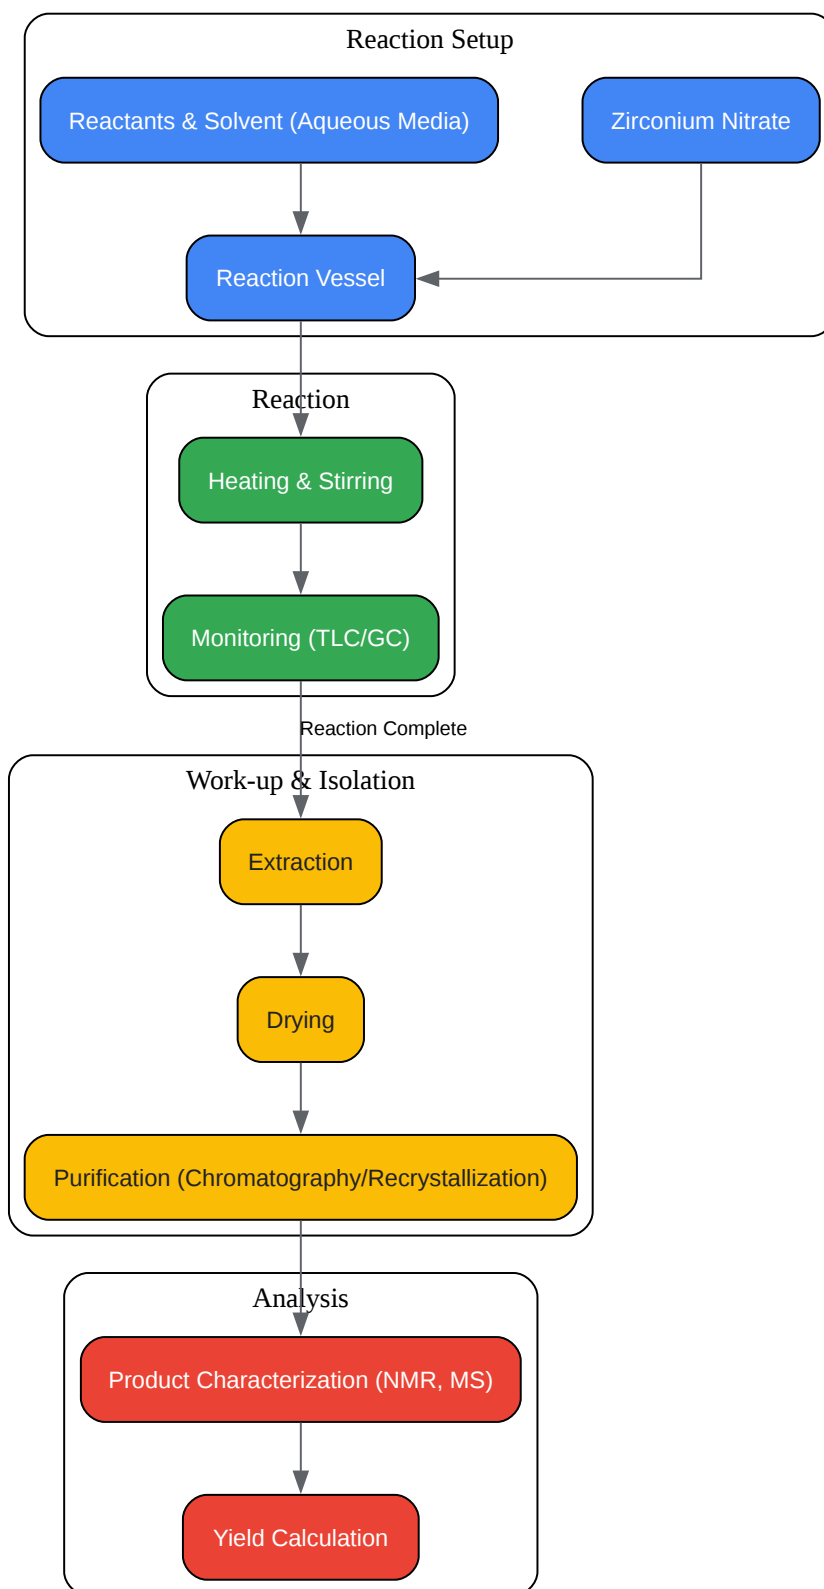 Reaction Setup
Reactants & Solvent (Aqueous Media)
Zirconium Nitrate
Reaction Vessel
Reaction
Heating & Stirring
Monitoring (TLC/GC)
Reaction Complete
Work-up & Isolation
Extraction
Drying
Purification (Chromatography/Recrystallization)
Analysis
Product Characterization (NMR, MS)
Yield Calculation